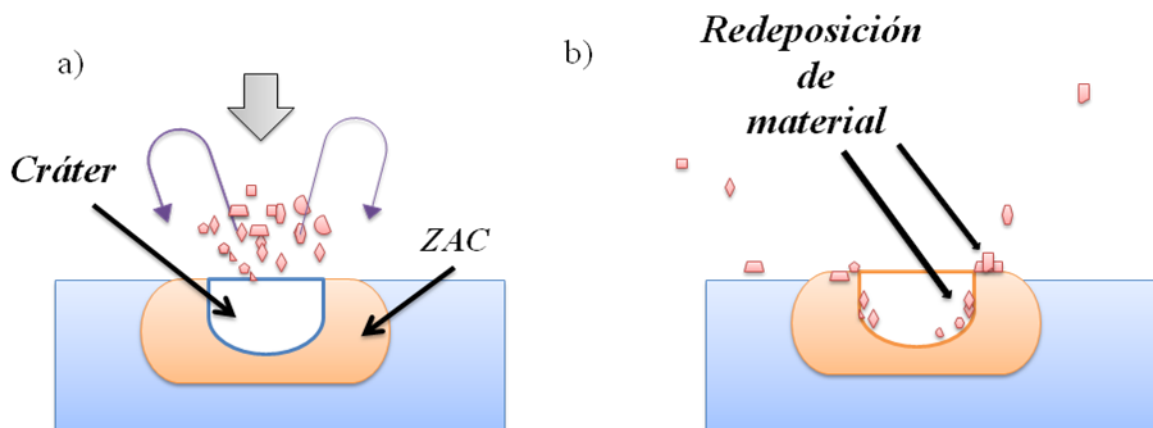 a)
Cráter
ZAC
b)
Redeposición
de
material